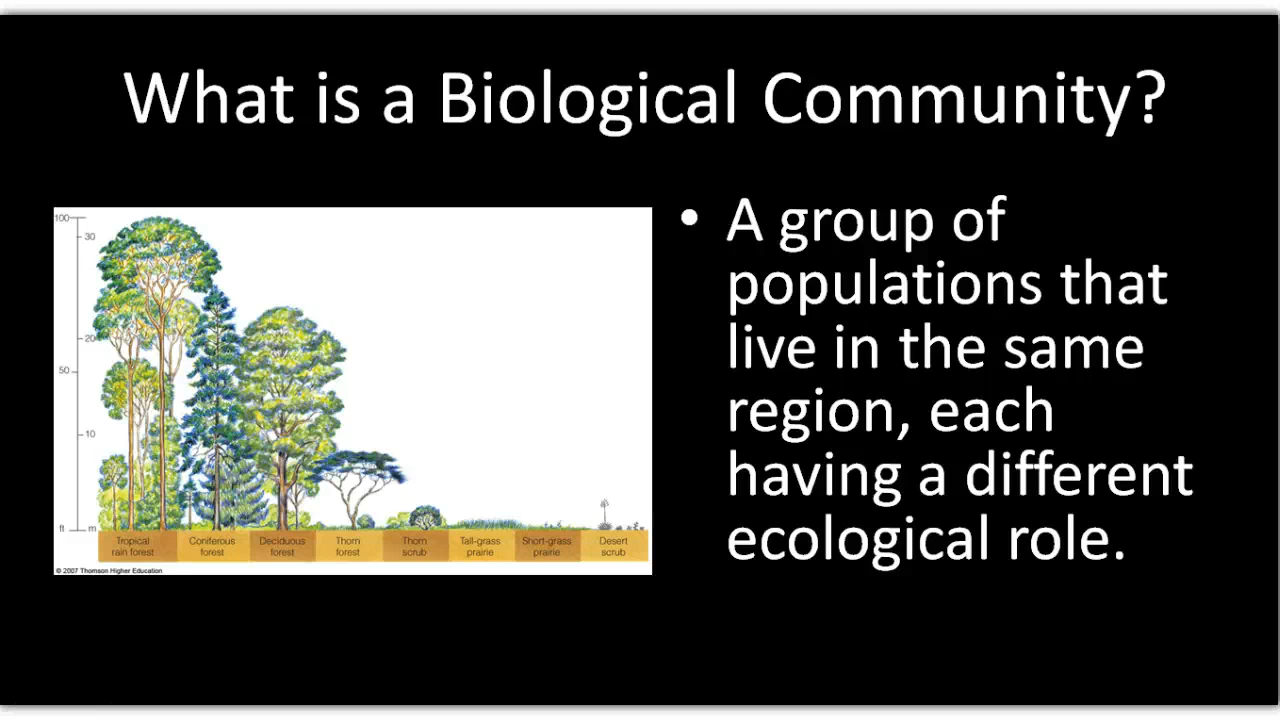 What is a Biological Community?
• A group of
populations that
live in the same
region, each
having a different
ecological role.
100
30
20
50
10
ft m
Tropical rain forest
Coniferous forest
Deciduous forest
Thorn forest
Thorn scrub
Tall-grass prairie
Short-grass prairie
Desert scrub
© 2007 Thomson Higher Education